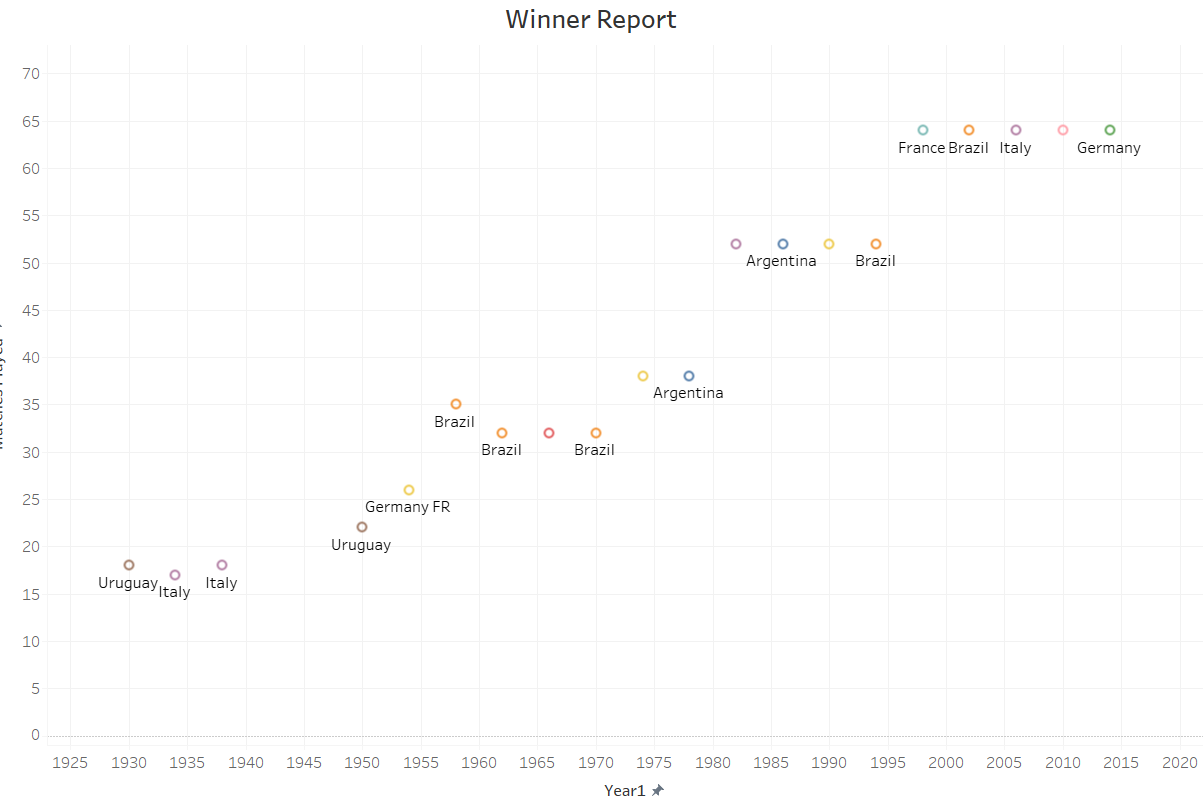 Winner Report
70
65
60
55
50
45
40
35
30
25
20
15
10
5
0
France Brazil Italy Germany
Argentina Brazil
Argentina
Brazil
Brazil Brazil
Germany FR
Uruguay
Uruguay Italy Italy
1925 1930 1935 1940 1945 1950 1955 1960 1965 1970 1975 1980 1985 1990 1995 2000 2005 2010 2015 2020
Year1